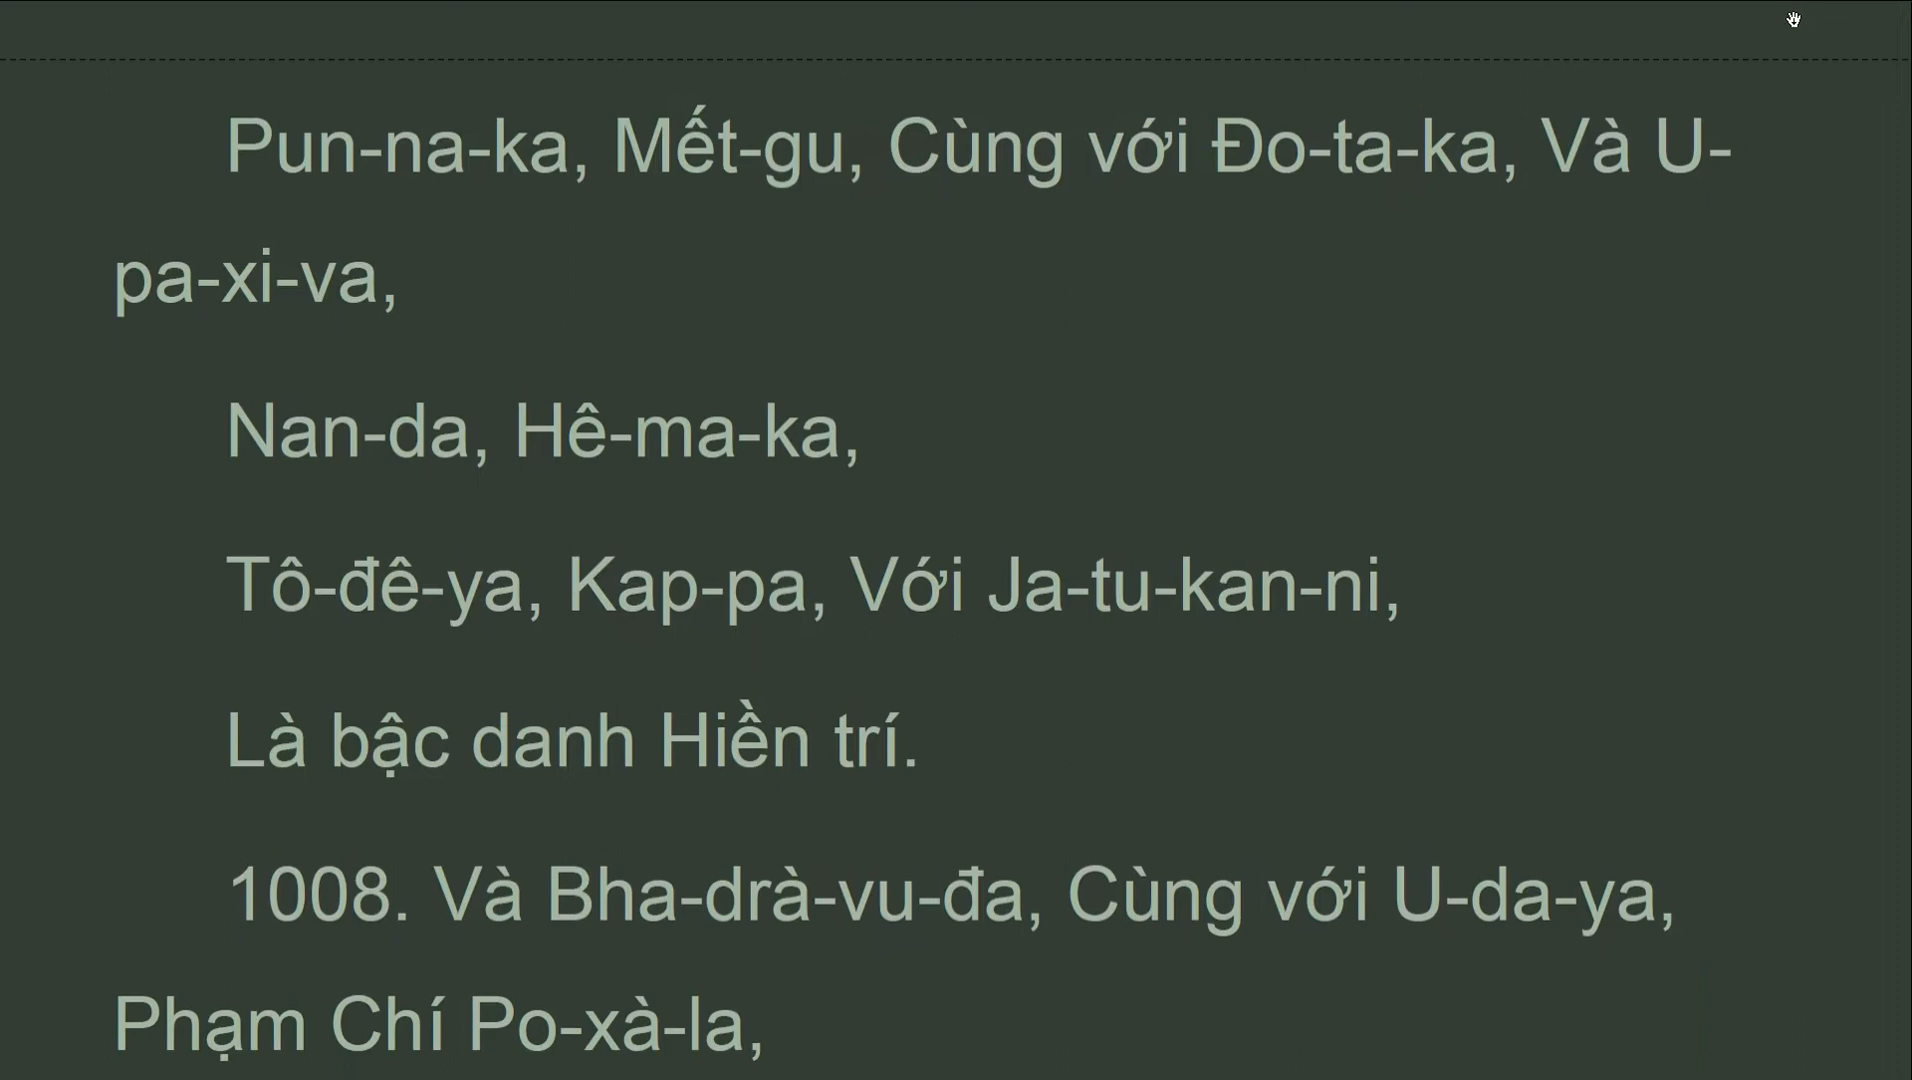 Pun-na-ka, Mết-gu, Cùng với Đo-ta-ka, Và U-
pa-xi-va,
Nan-da, Hê-ma-ka,
Tô-đê-ya, Kap-pa, Với Ja-tu-kan-ni,
Là bậc danh Hiền trí.
1008. Và Bha-drà-vu-đa, Cùng với U-da-ya,
Phạm Chí Po-xà-la,